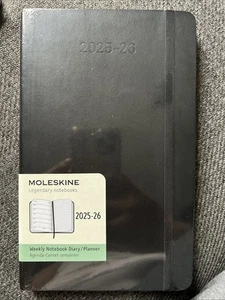 2025-26
MOLESKINE
Legendary notebooks
2025-26
Weekly Notebook Diary/Planner
Agenda Carnet semainier